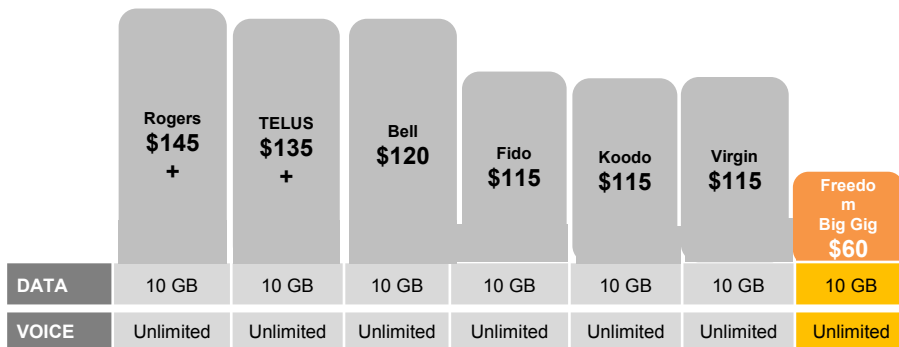 Rogers
$145
+
TELUS
$135
+
Bell
$120
Fido
$115
Koodo
$115
Virgin
$115
Freedo
m
Big Gig
$60
DATA 10 GB 10 GB 10 GB 10 GB 10 GB 10 GB 10 GB
VOICE Unlimited Unlimited Unlimited Unlimited Unlimited Unlimited Unlimited